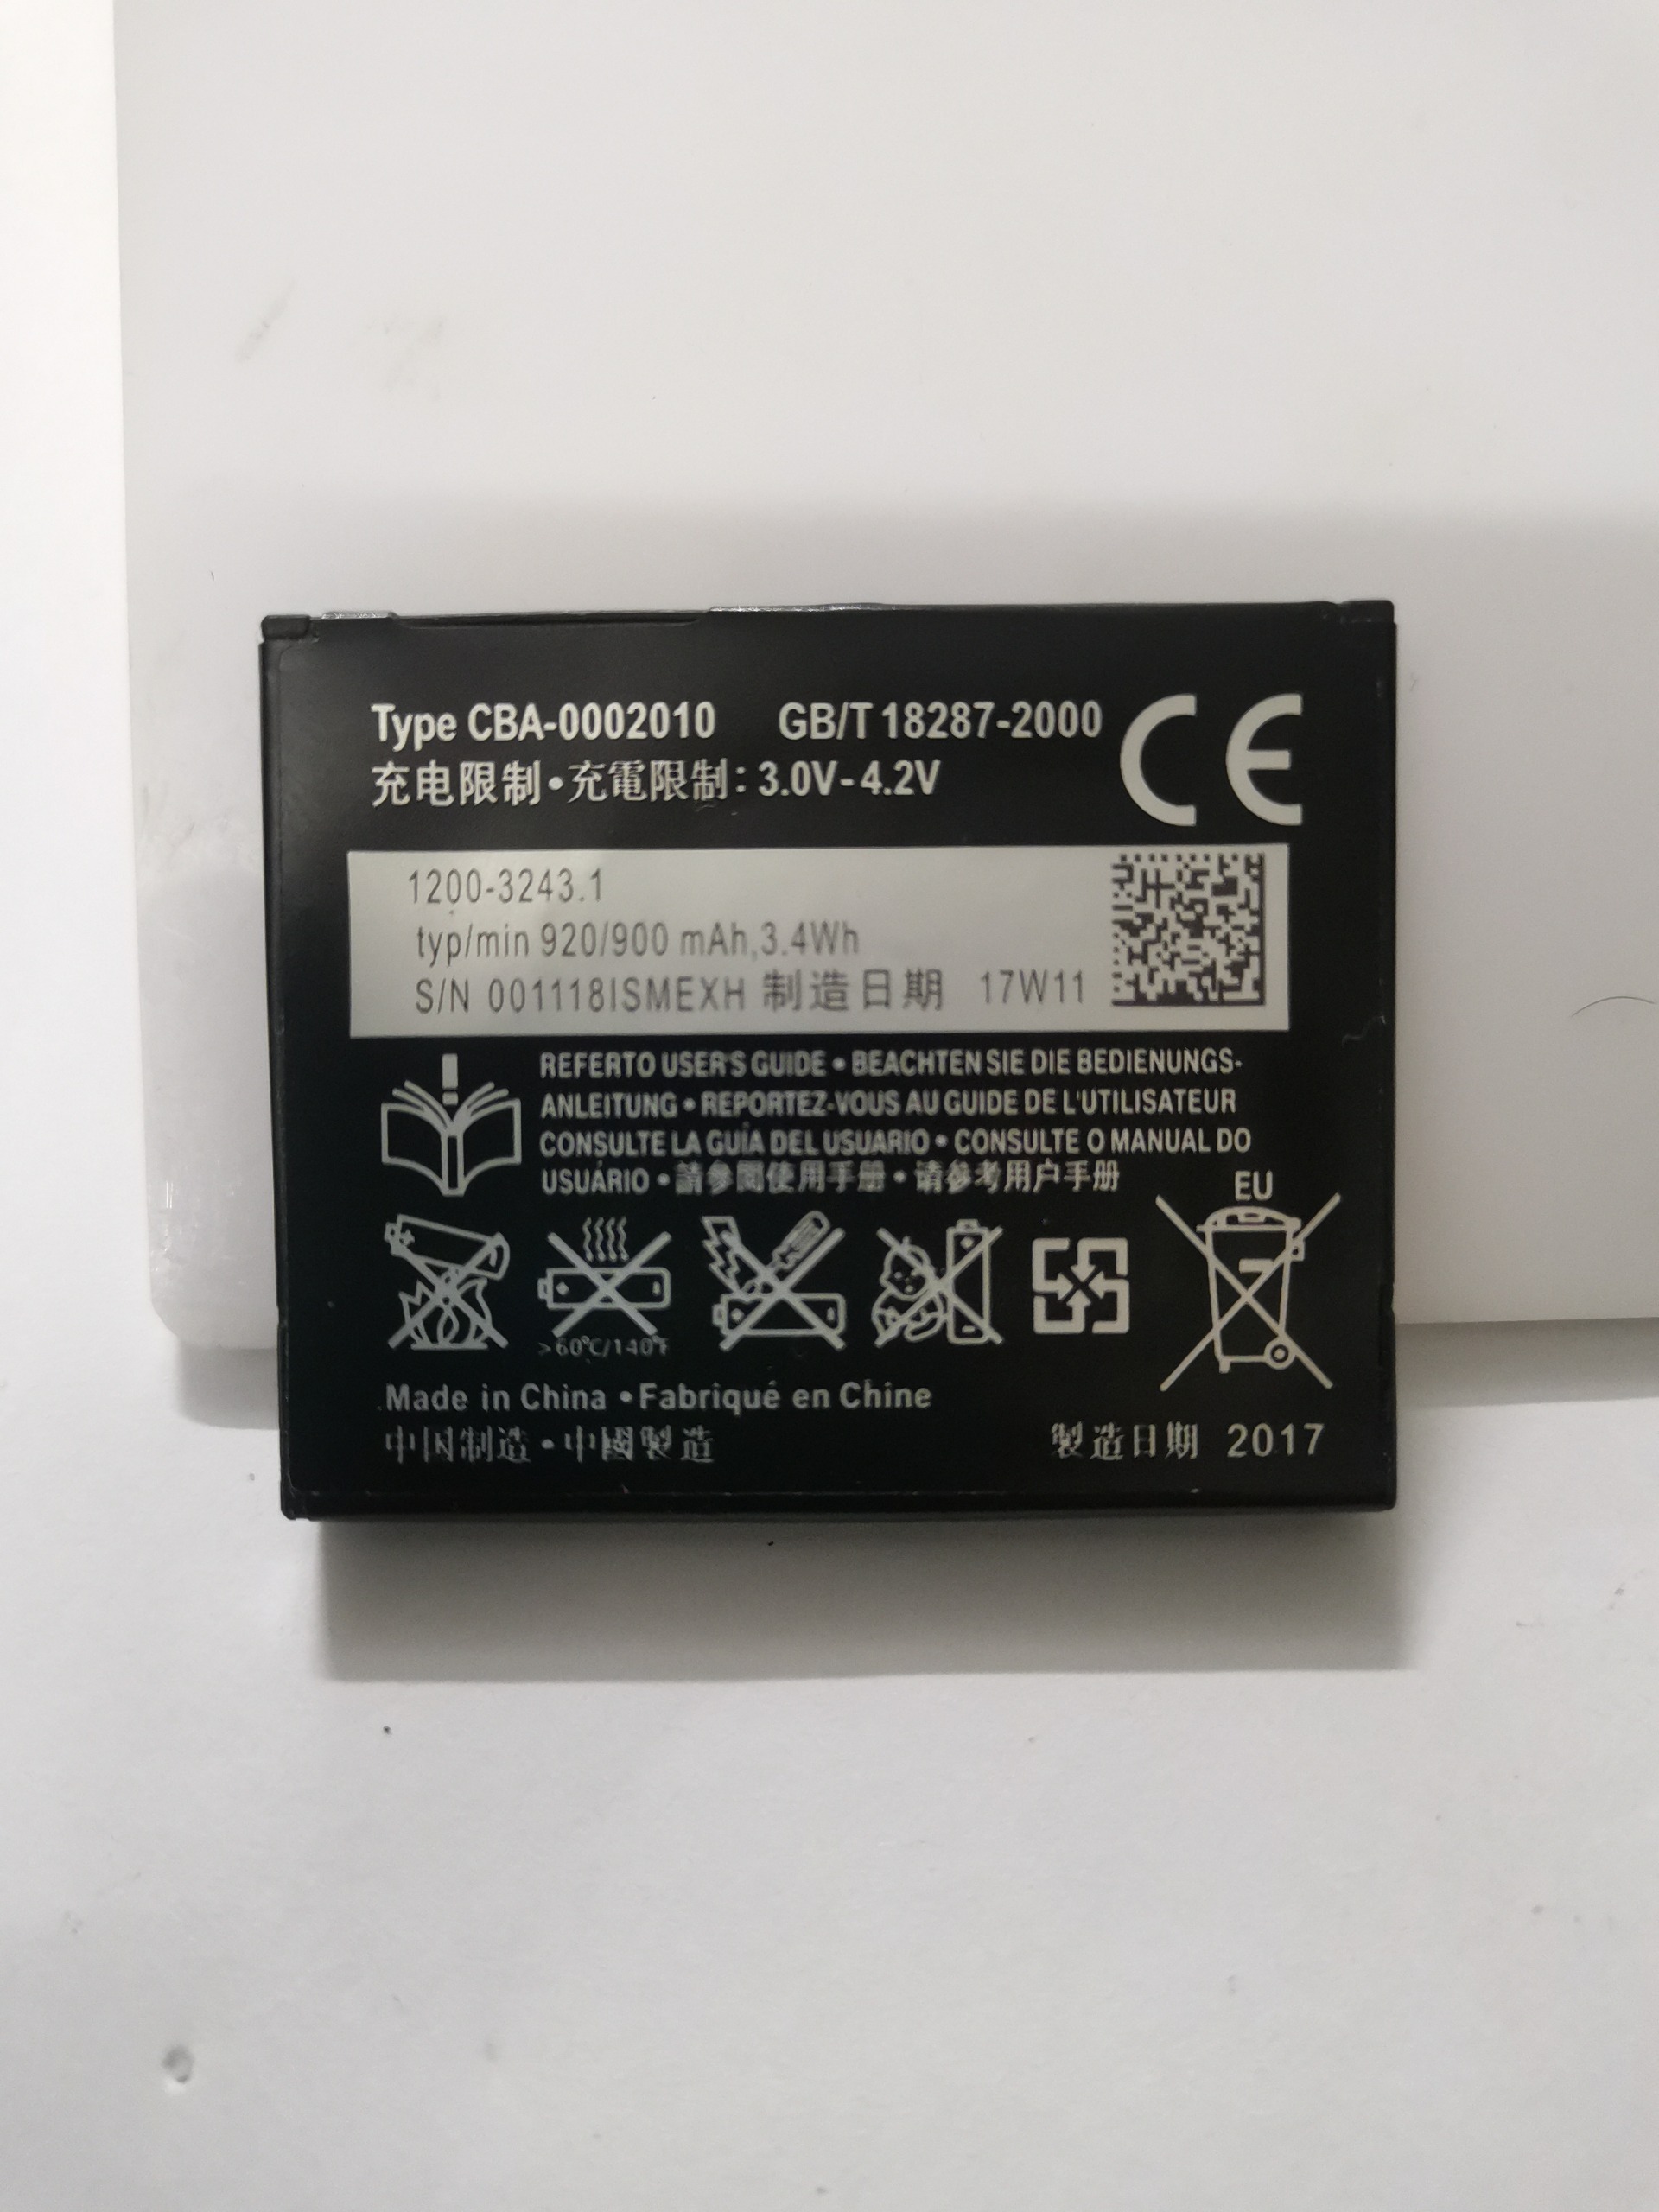 Type CBA-0002010 GB/T 18287-2000 CE
充电限制•充電限制: 3.0V-4.2V
1200-3243.1
typ/min 920/900 mAh,3.4Wh
S/N 001118ISMEXH 制造日期 17W11
REFERTO USER'S GUIDE • BEACHTEN SIE DIE BEDIENUNGS-
ANLEITUNG • REPORTEZ-VOUS AU GUIDE DE L'UTILISATEUR
CONSULTE LA GUÍA DEL USUARIO • CONSULTE O MANUAL DO
USUÁRIO • 請參閱使用手册 • 请参考用户手册
EU
>60°C/140°F
Made in China • Fabriqué en Chine
中国制造 • 中國製造
製造日期 2017